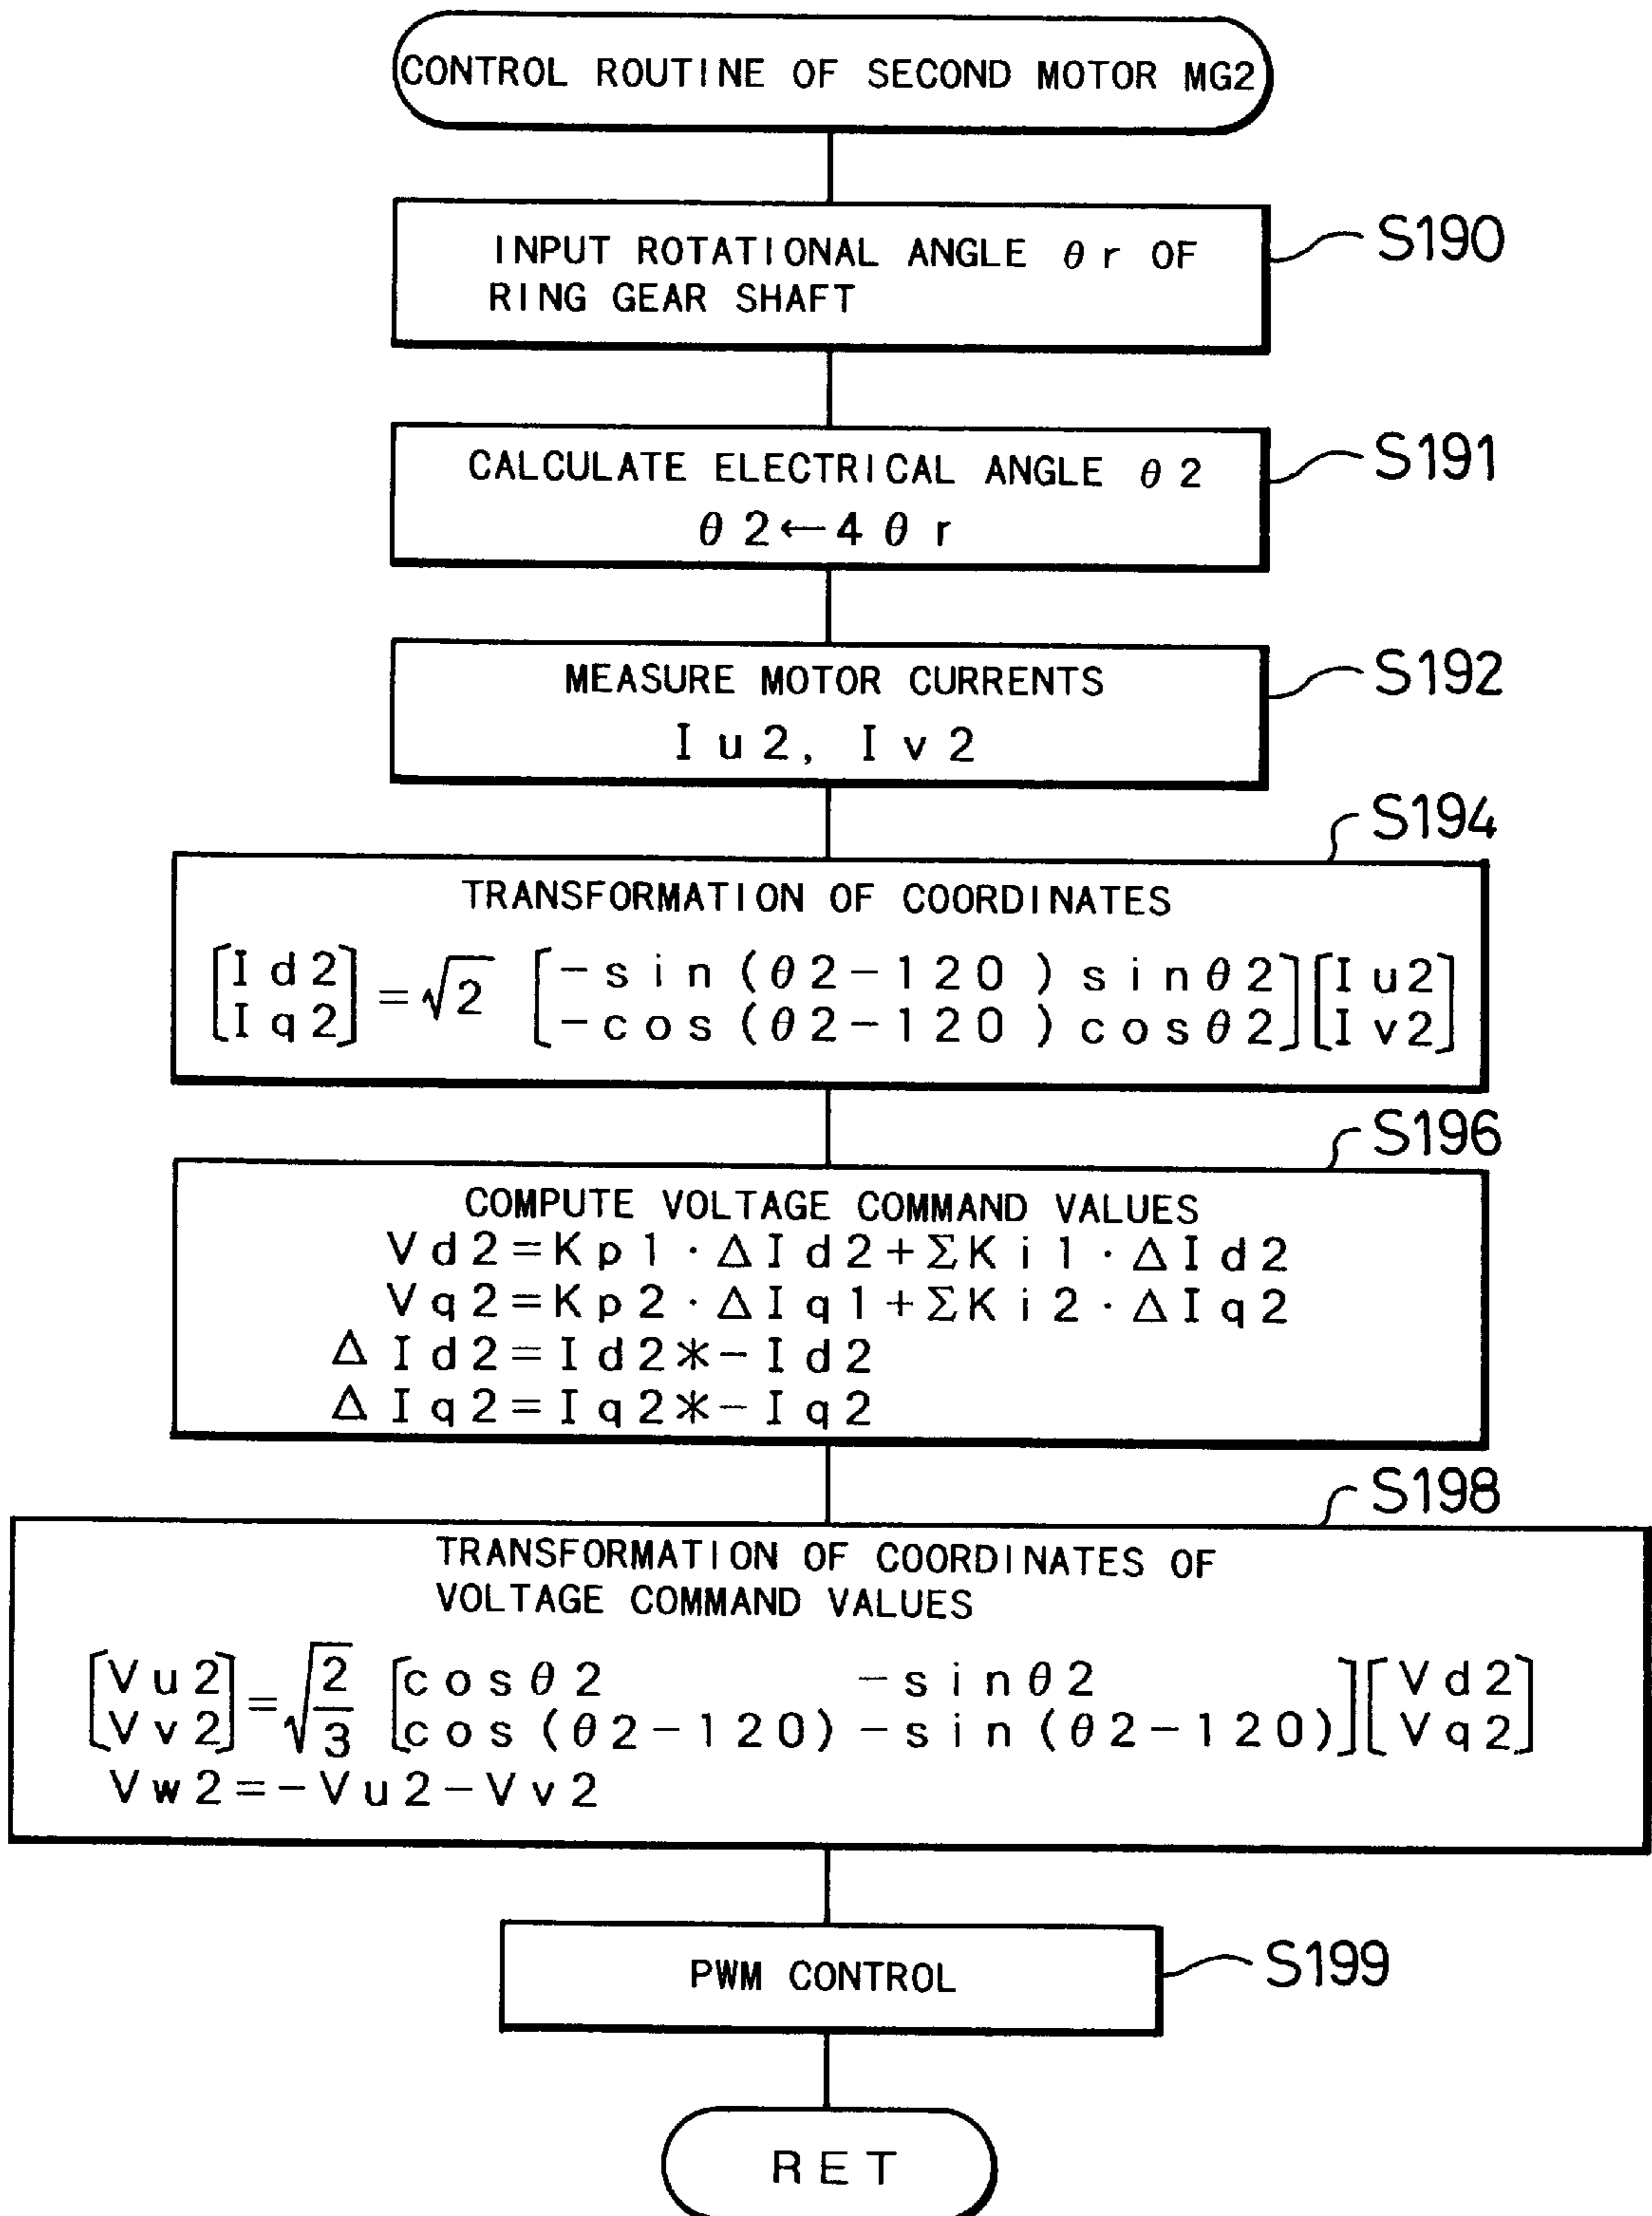 CONTROL ROUTINE OF SECOND MOTOR MG2
INPUT ROTATIONAL ANGLE θr OF
RING GEAR SHAFT
S190
CALCULATE ELECTRICAL ANGLE θ2
θ2←4θr
S191
MEASURE MOTOR CURRENTS
Iu2, Iv2
S192
S194
TRANSFORMATION OF COORDINATES
[Id2 Iq2] = √2 [-sin(θ2-120) sinθ2 -cos(θ2-120) cosθ2][Iu2 Iv2]
S196
COMPUTE VOLTAGE COMMAND VALUES
Vd2=Kp1·ΔId2+ΣKi1·ΔId2
Vq2=Kp2·ΔIq1+ΣKi2·ΔIq2
ΔId2=Id2*-Id2
ΔIq2=Iq2*-Iq2
S198
TRANSFORMATION OF COORDINATES OF
VOLTAGE COMMAND VALUES
[Vu2 Vv2] = √2/3 [cosθ2 -sinθ2 cos(θ2-120) -sin(θ2-120)][Vd2 Vq2]
Vw2=-Vu2-Vv2
PWM CONTROL
S199
RET